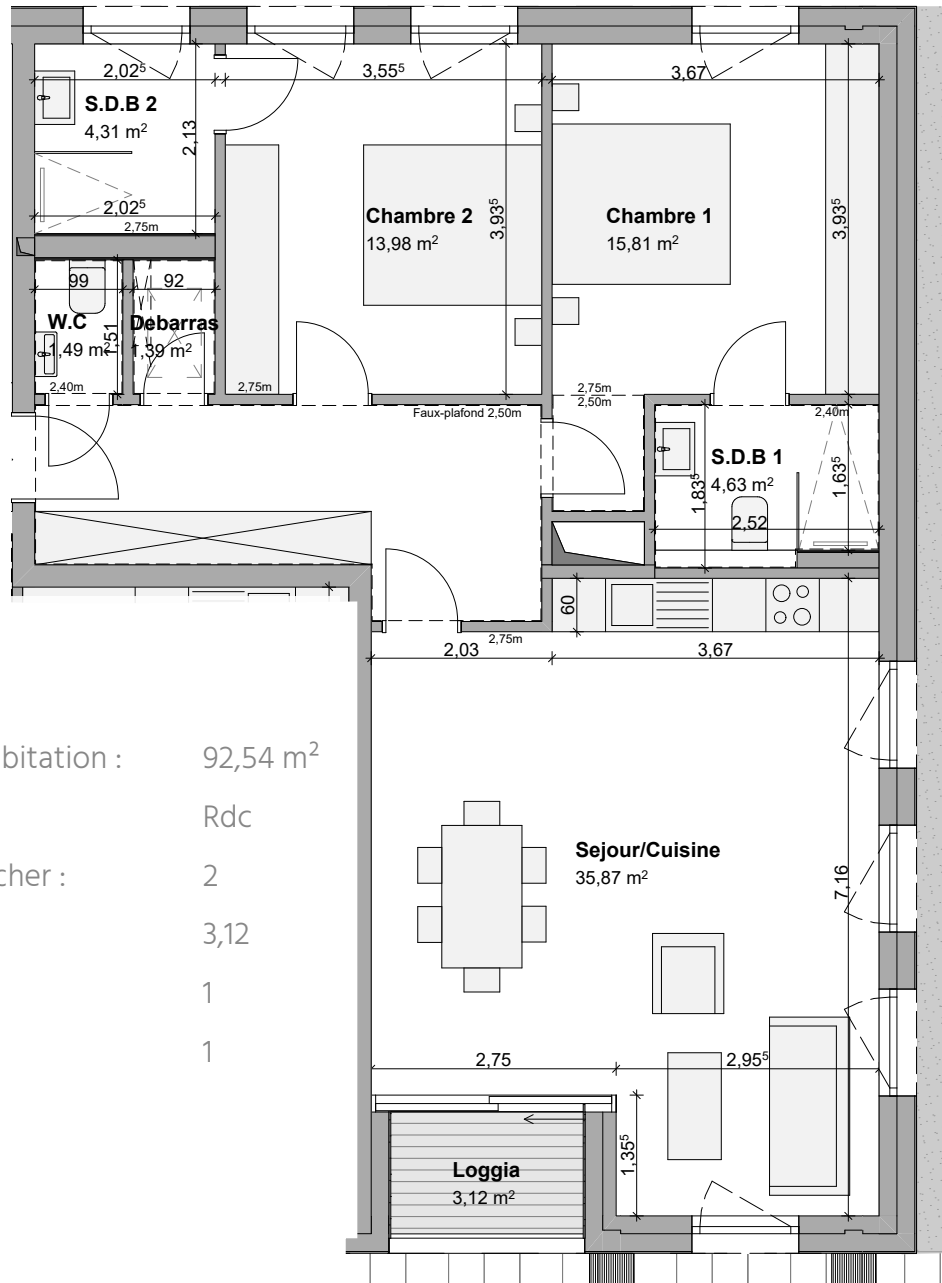 2,02⁵
3,55⁵
3,67
S.D.B 2
4,31 m²
2,13
2,02⁵
2,75m
Chambre 2
13,98 m²
3,93⁵
Chambre 1
15,81 m²
3,93⁵
99
92
W.C
1,49 m²
1,51
Debarras
1,39 m²
2,40m
2,75m
2,75m
2,50m
Faux-plafond 2,50m
2,40m
S.D.B 1
4,63 m²
1,83⁵
1,63⁵
2,52
60
2,75m
2,03
3,67
bitation : 92,54 m²
Rdc
cher : 2
3,12
1
1
Sejour/Cuisine
35,87 m²
7,16
2,75
2,95⁵
1,35⁵
Loggia
3,12 m²